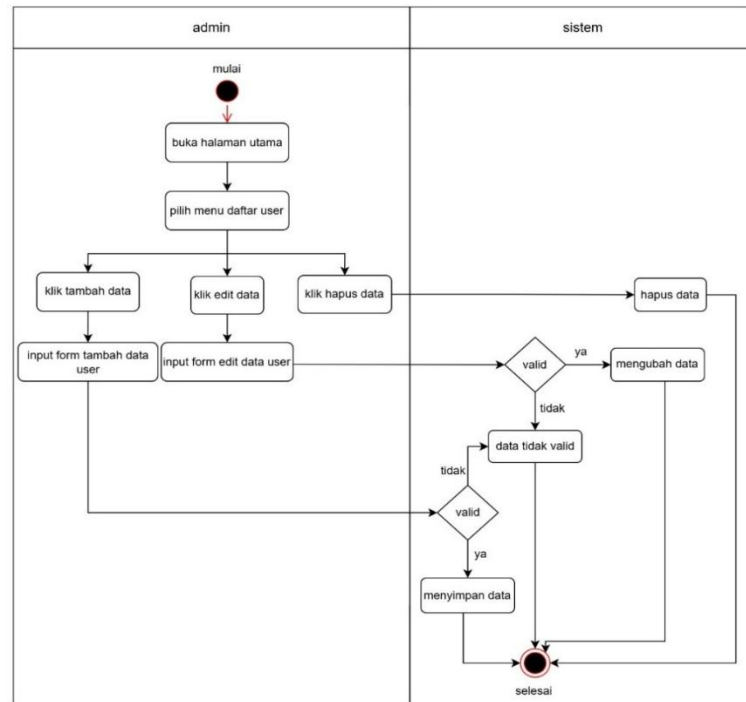 admin
sistem
mulai
buka halaman utama
pilih menu daftar user
klik tambah data
klik edit data
klik hapus data
hapus data
input form tambah data
user
input form edit data user
valid
ya
mengubah data
tidak
data tidak valid
tidak
valid
ya
menyimpan data
selesai